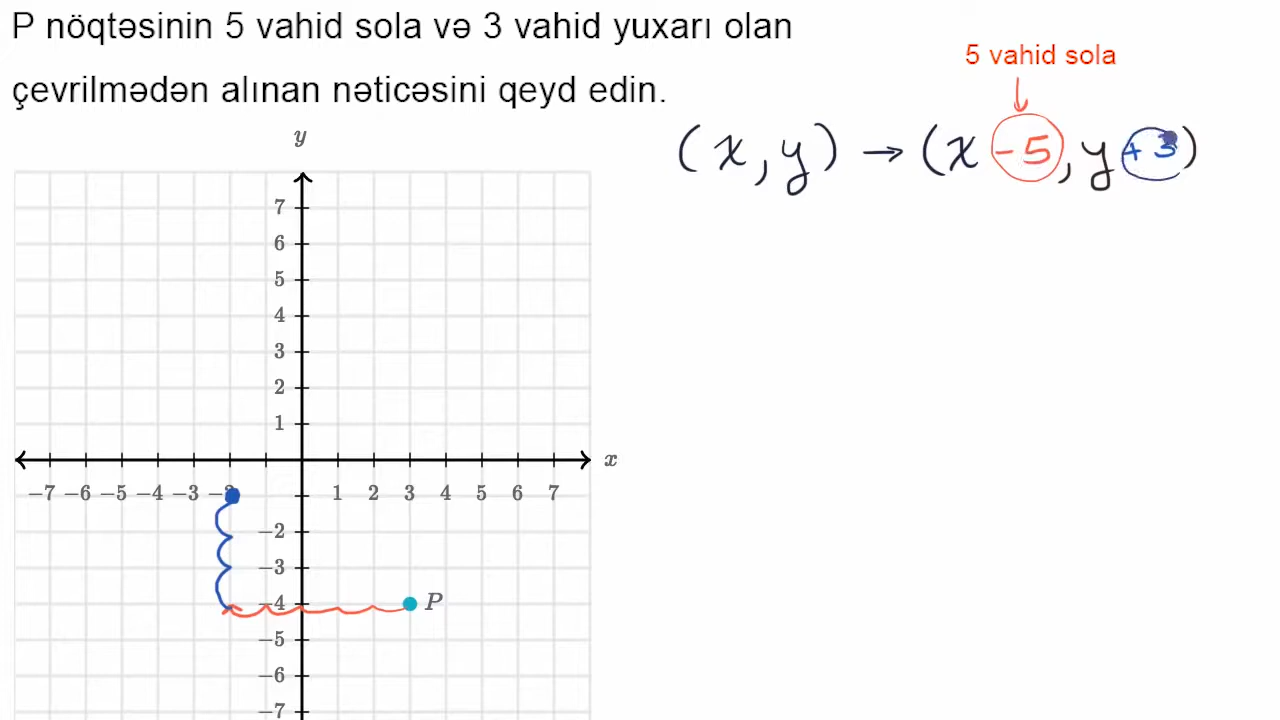 P nöqtəsinin 5 vahid sola və 3 vahid yuxarı olan
çevrilmədən alınan nəticəsini qeyd edin.
5 vahid sola
(x, y) → (x - 5, y + 3)
y
7
6
5
4
3
2
1
x
-7 -6 -5 -4 -3 -2 1 2 3 4 5 6 7
-2
-3
-4 P
-5
-6
-7